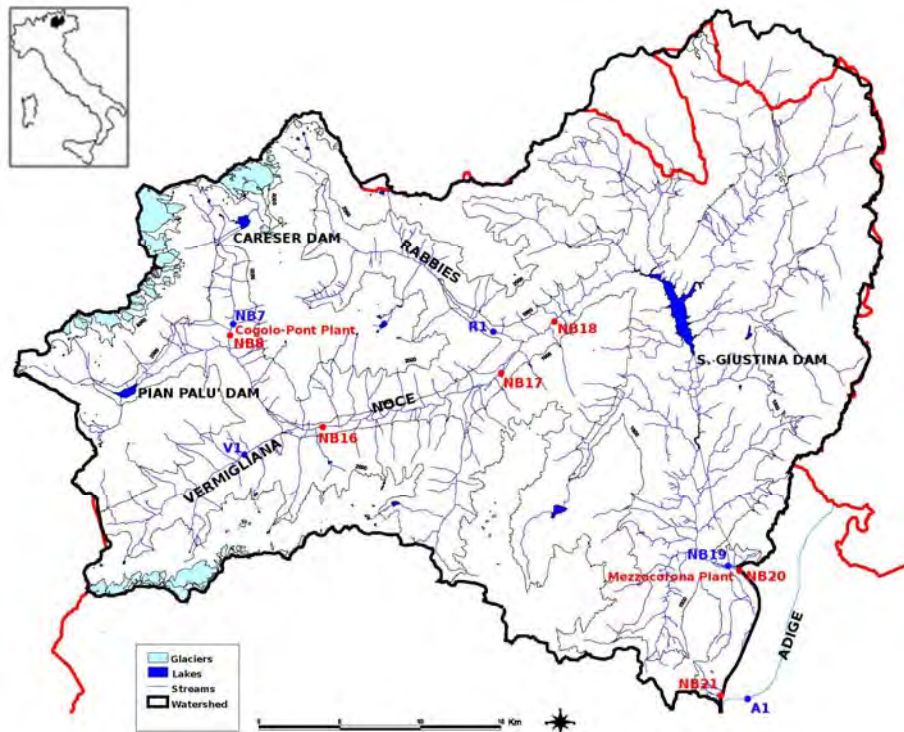 CARESER DAM
RABBIES
NB7
Cogolo-Pont Plant
NB8
R1
NB18
S. GIUSTINA DAM
PIAN PALU' DAM
NOCE
NB17
NB16
V1
VERMIGLIANA
NB19
Mezzocorona Plant
NB20
ADIGE
NB21
A1
Glaciers
Lakes
Streams
Watershed
0
Km